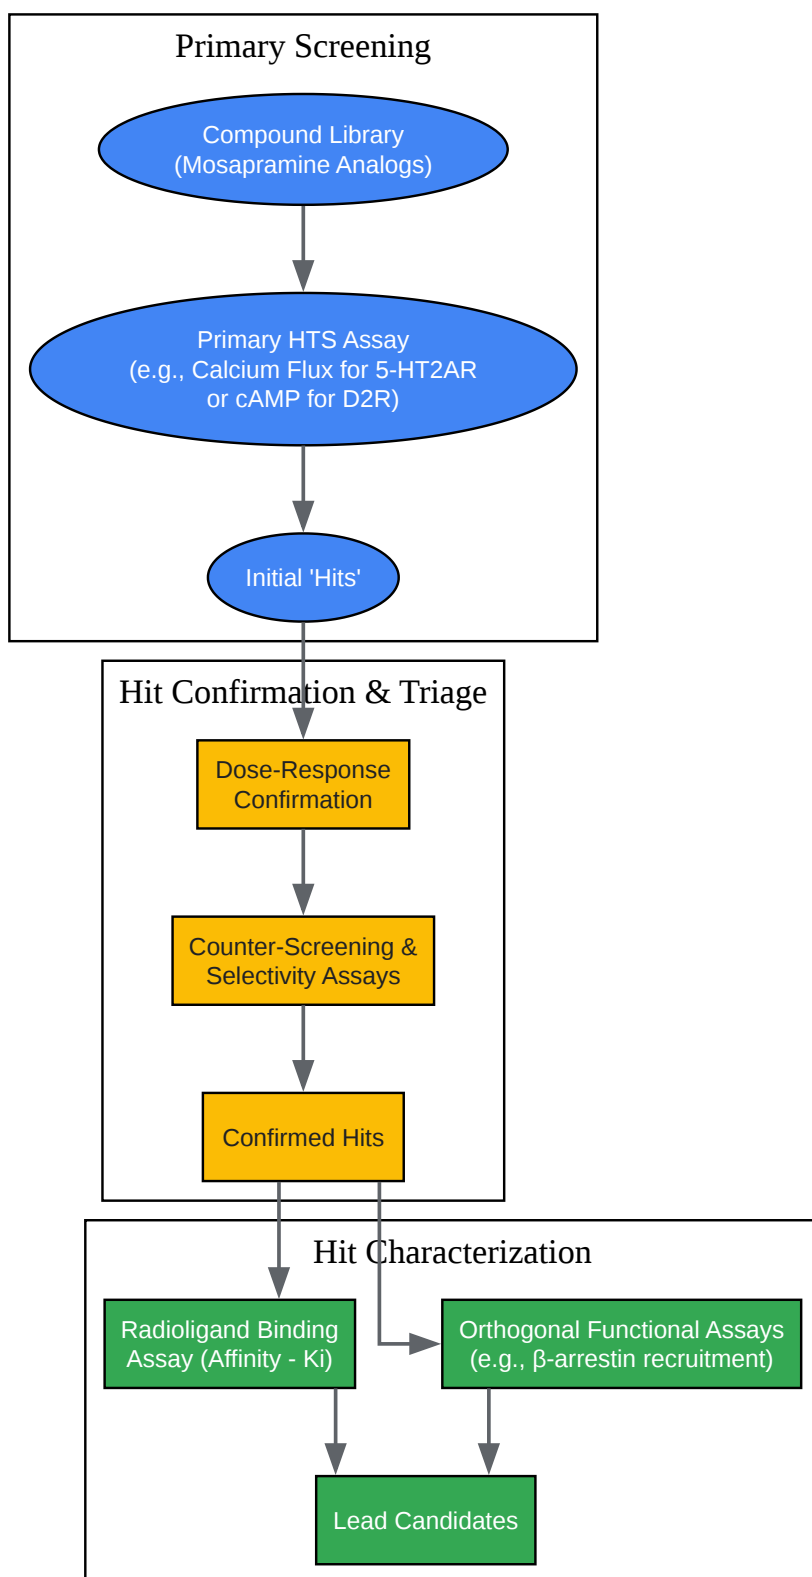 Primary Screening
Compound Library
(Mosapramine Analogs)
Primary HTS Assay
(e.g., Calcium Flux for 5-HT2AR
or cAMP for D2R)
Initial 'Hits'
Hit Confirmation & Triage
Dose-Response
Confirmation
Counter-Screening &
Selectivity Assays
Confirmed Hits
Hit Characterization
Radioligand Binding
Assay (Affinity - Ki)
Orthogonal Functional Assays
(e.g., β-arrestin recruitment)
Lead Candidates